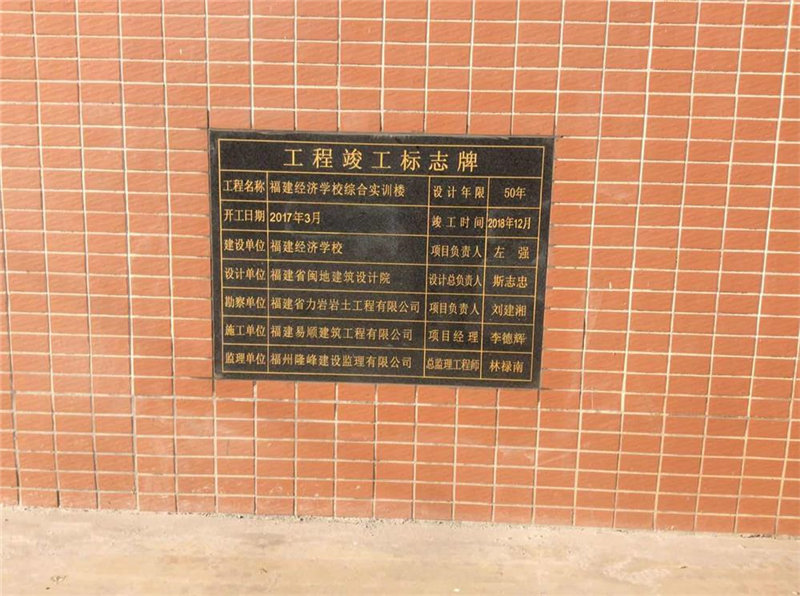 工程竣工标志牌
工程名称 福建经济学校综合实训楼 设计年限 50年
开工日期 2017年3月 竣工时间 2018年12月
建设单位 福建经济学校 项目负责人 左强
设计单位 福建省闽地建筑设计院 设计总负责人 斯志忠
勘察单位 福建省力岩岩土工程有限公司 项目负责人 刘建湘
施工单位 福建易顺建筑工程有限公司 项目经理 李德辉
监理单位 福州隆峰建设监理有限公司 总监理工程师 林禄南